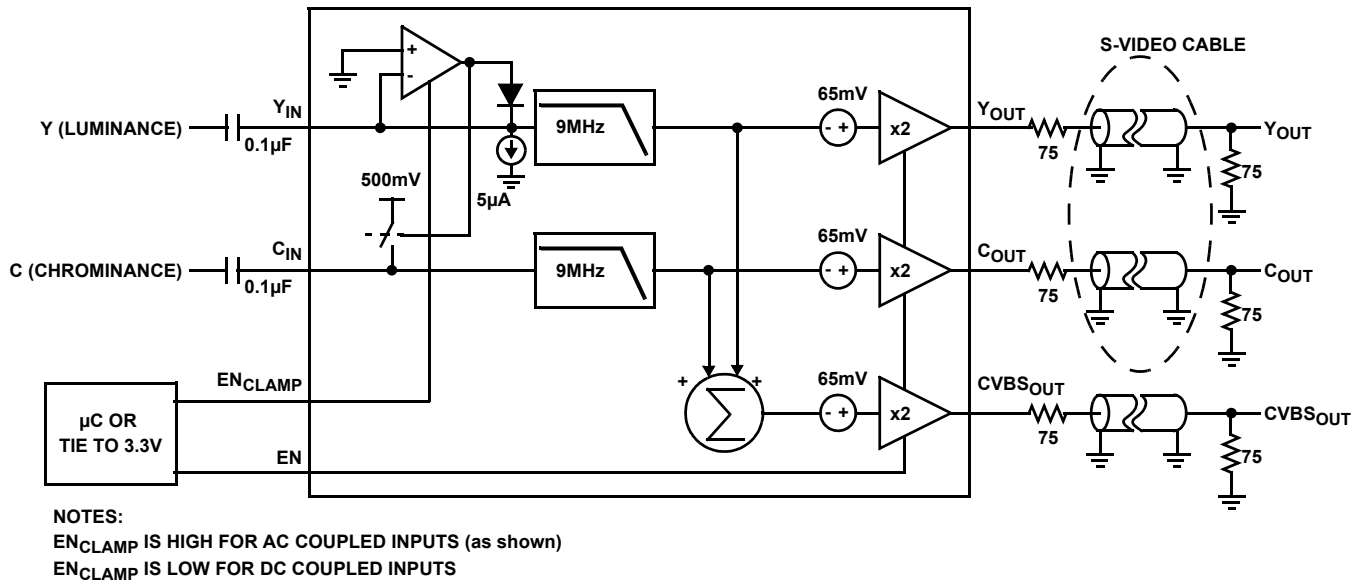 S-VIDEO CABLE
+
-
Y (LUMINANCE)
0.1µF
YIN
9MHz
65mV
- +
x2
YOUT
75
YOUT
75
500mV
5µA
C (CHROMINANCE)
0.1µF
CIN
9MHz
65mV
- +
x2
COUT
75
COUT
75
+
+
Σ
65mV
- +
x2
CVBSOUT
75
CVBSOUT
75
µC OR
TIE TO 3.3V
ENCLAMP
EN
NOTES:
ENCLAMP IS HIGH FOR AC COUPLED INPUTS (as shown)
ENCLAMP IS LOW FOR DC COUPLED INPUTS